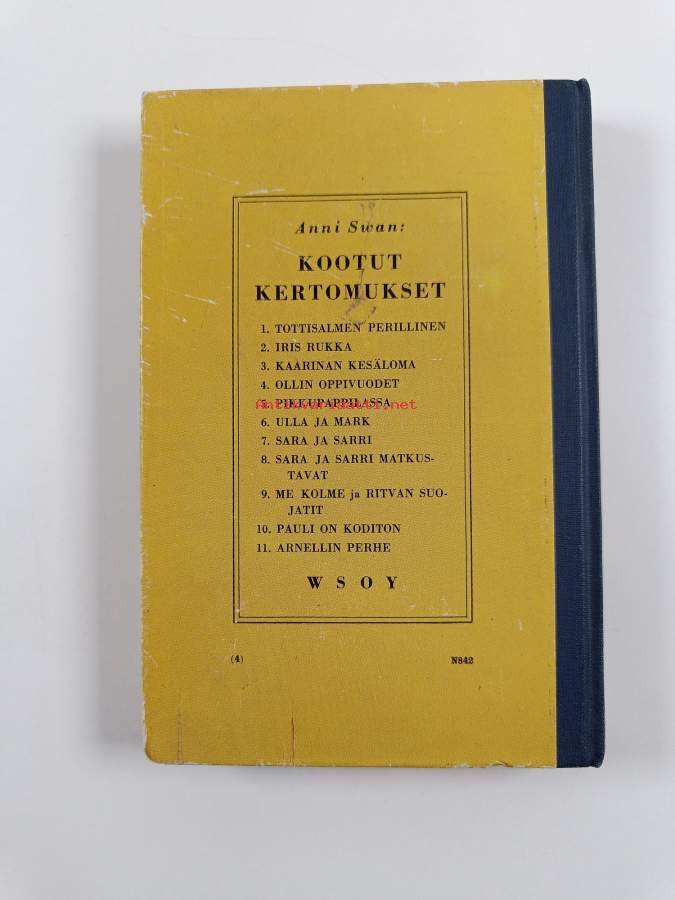 Anni Swan:
KOOTUT
KERTOMUKSET
1. TOTTISALMEN PERILLINEN
2. IRIS RUKKA
3. KAARINAN KESÄLOMA
4. OLLIN OPPIVUODET
5. PIKKUPAPPILASSA
Antikvariaatti.net
6. ULLA JA MARK
7. SARA JA SARRI
8. SARA JA SARRI MATKUS-
TAVAT
9. ME KOLME ja RITVAN SUO-
JATIT
10. PAULI ON KODITON
11. ARNELLIN PERHE
WSOY
(4) N842